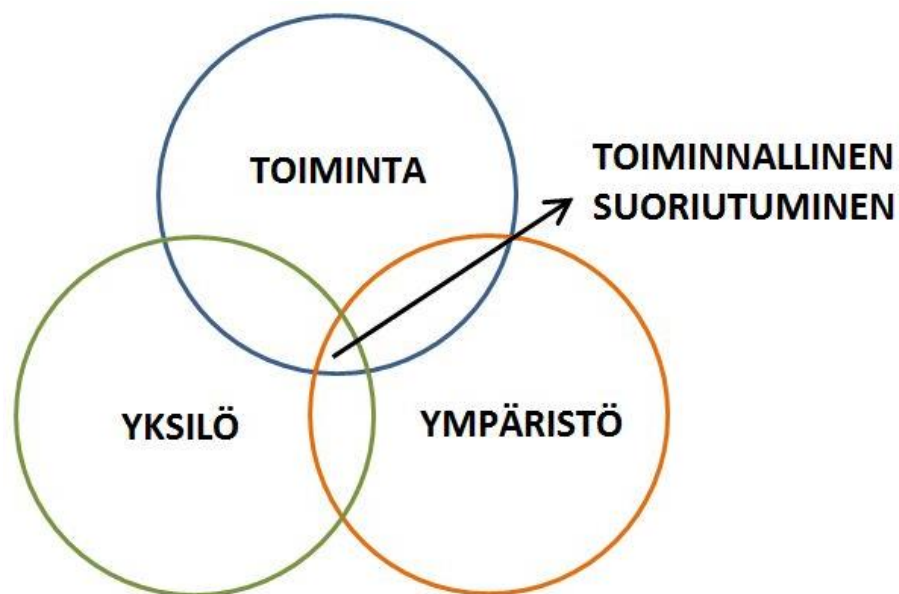 TOIMINTA
TOIMINNALLINEN
SUORIUTUMINEN
YKSILÖ
YMPÄRISTÖ